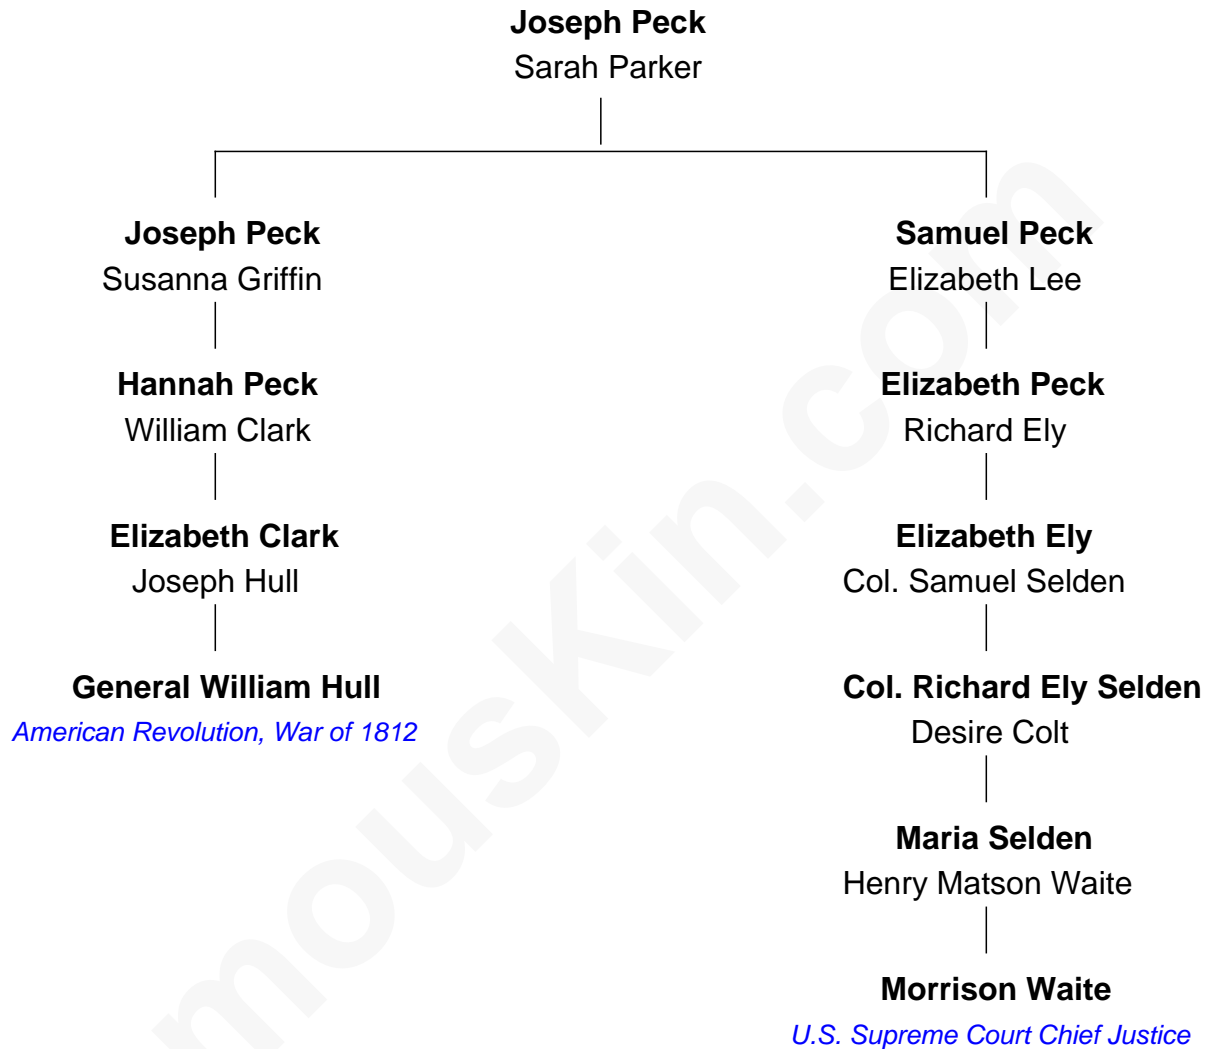 Joseph Peck
Sarah Parker
Joseph Peck
Susanna Griffin
Hannah Peck
William Clark
Elizabeth Clark
Joseph Hull
General William Hull
American Revolution, War of 1812
Samuel Peck
Elizabeth Lee
Elizabeth Peck
Richard Ely
Elizabeth Ely
Col. Samuel Selden
Col. Richard Ely Selden
Desire Colt
Maria Selden
Henry Matson Waite
Morrison Waite
U.S. Supreme Court Chief Justice
mouskin.com